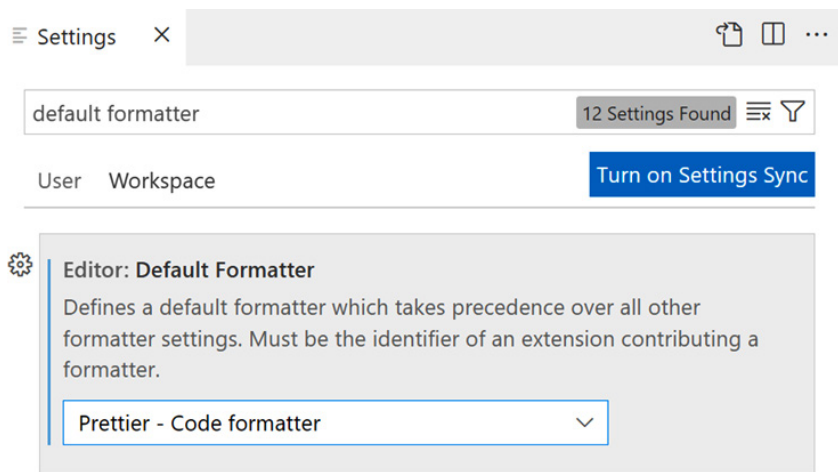 Settings
default formatter
12 Settings Found
User Workspace
Turn on Settings Sync
Editor: Default Formatter
Defines a default formatter which takes precedence over all other
formatter settings. Must be the identifier of an extension contributing a
formatter.
Prettier - Code formatter